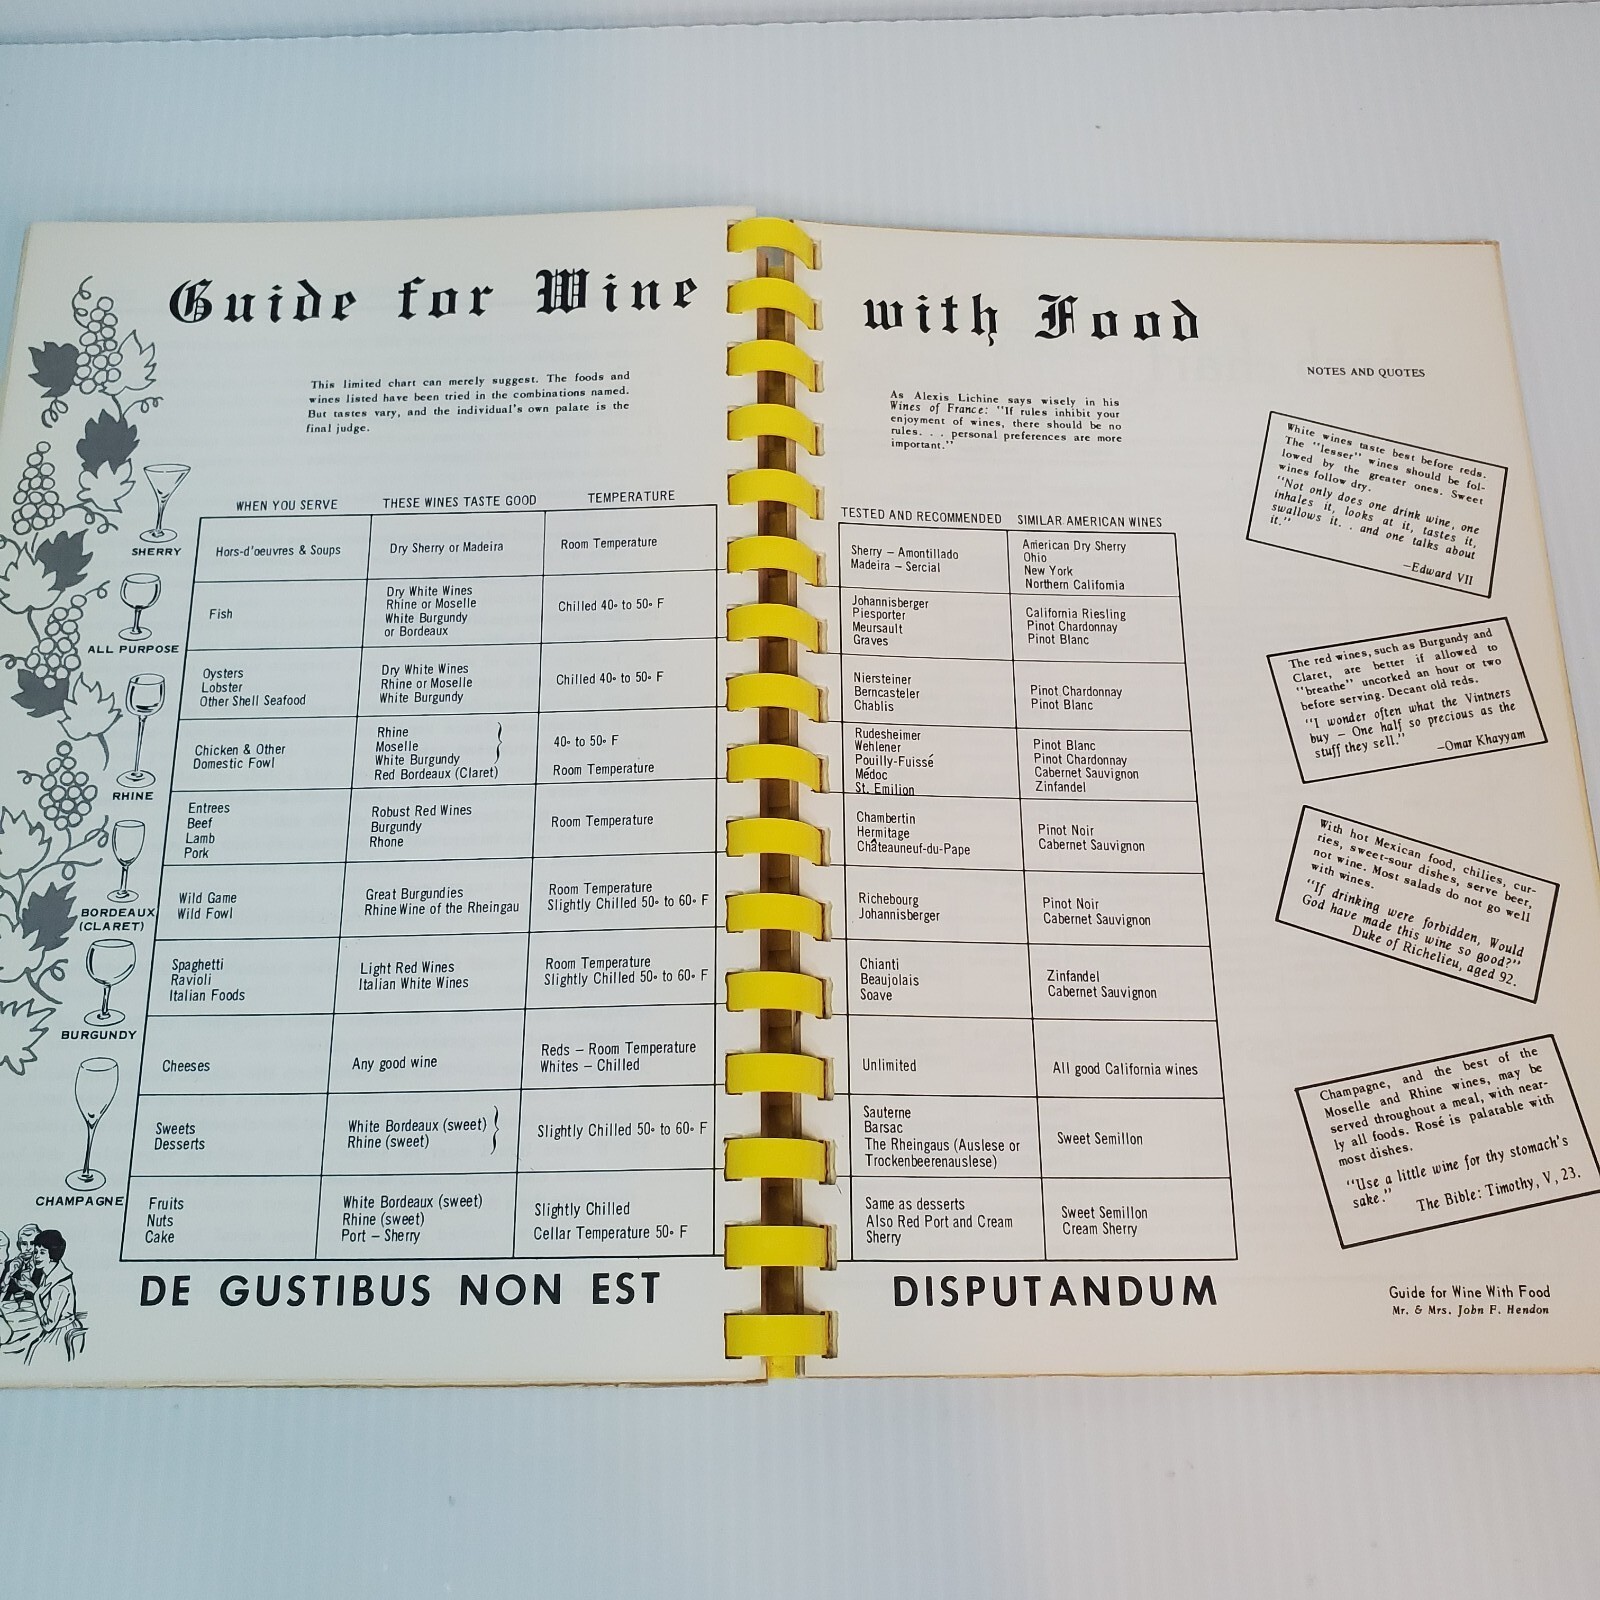 Guide for Wine
with Food
This limited chart can merely suggest. The foods and
wines listed have been tried in the combinations named.
But tastes vary, and the individual's own palate is the
final judge.
As Alexis Lichine says wisely in his
Wines of France: "If rules inhibit your
enjoyment of wines, there should be no
rules. . . personal preferences are more
important."
SHERRY
ALL PURPOSE
RHINE
BORDEAUX
(CLARET)
BURGUNDY
CHAMPAGNE
WHEN YOU SERVE
THESE WINES TASTE GOOD
TEMPERATURE
TESTED AND RECOMMENDED
SIMILAR AMERICAN WINES
Hors-d'oeuvres & Soups
Dry Sherry or Madeira
Room Temperature
Sherry – Amontillado
Madeira – Sercial
American Dry Sherry
Ohio
New York
Northern California
Fish
Dry White Wines
Rhine or Moselle
White Burgundy
or Bordeaux
Chilled 40° to 50° F
Johannisberger
Piesporter
Meursault
Graves
California Riesling
Pinot Chardonnay
Pinot Blanc
Oysters
Lobster
Other Shell Seafood
Dry White Wines
Rhine or Moselle
White Burgundy
Chilled 40° to 50° F
Niersteiner
Berncasteler
Chablis
Pinot Chardonnay
Pinot Blanc
Chicken & Other
Domestic Fowl
Rhine
Moselle
White Burgundy
Red Bordeaux (Claret)
40° to 50° F
Room Temperature
Rudesheimer
Wehlener
Pouilly-Fuissé
Médoc
St. Emilion
Pinot Blanc
Pinot Chardonnay
Cabernet Sauvignon
Zinfandel
Entrees
Beef
Lamb
Pork
Robust Red Wines
Burgundy
Rhone
Room Temperature
Chambertin
Hermitage
Châteauneuf-du-Pape
Pinot Noir
Cabernet Sauvignon
Wild Game
Wild Fowl
Great Burgundies
Rhine Wine of the Rheingau
Room Temperature
Slightly Chilled 50° to 60° F
Richebourg
Johannisberger
Pinot Noir
Cabernet Sauvignon
Spaghetti
Ravioli
Italian Foods
Light Red Wines
Italian White Wines
Room Temperature
Slightly Chilled 50° to 60° F
Chianti
Beaujolais
Soave
Zinfandel
Cabernet Sauvignon
Cheeses
Any good wine
Reds – Room Temperature
Whites – Chilled
Unlimited
All good California wines
Sweets
Desserts
White Bordeaux (sweet)
Rhine (sweet)
Slightly Chilled 50° to 60° F
Sauterne
Barsac
The Rheingaus (Auslese or
Trockenbeerenauslese)
Sweet Semillon
Fruits
Nuts
Cake
White Bordeaux (sweet)
Rhine (sweet)
Port – Sherry
Slightly Chilled
Cellar Temperature 50° F
Same as desserts
Also Red Port and Cream
Sherry
Sweet Semillon
Cream Sherry
DE GUSTIBUS NON EST
DISPUTANDUM
NOTES AND QUOTES
White wines taste best before reds.
The "lesser" wines should be fol-
lowed by the greater ones. Sweet
wines follow dry.
"Not only does one drink wine, one
inhales it, looks at it, tastes it,
swallows it. . . and one talks about
it."
–Edward VII
The red wines, such as Burgundy and
Claret, are better if allowed to
"breathe" uncorked an hour or two
before serving. Decant old reds.
"I wonder often what the Vintners
buy – One half so precious as the
stuff they sell."
–Omar Khayyam
With hot Mexican food, chilies, cur-
ries, sweet-sour dishes, serve beer,
not wine. Most salads do not go well
with wines.
"If drinking were forbidden, Would
God have made this wine so good?"
Duke of Richelieu, aged 92.
Champagne, and the best of the
Moselle and Rhine wines, may be
served throughout a meal, with near-
ly all foods. Rosé is palatable with
most dishes.
"Use a little wine for thy stomach's
sake."
The Bible: Timothy, V, 23.
Guide for Wine With Food
Mr. & Mrs. John F. Hendon